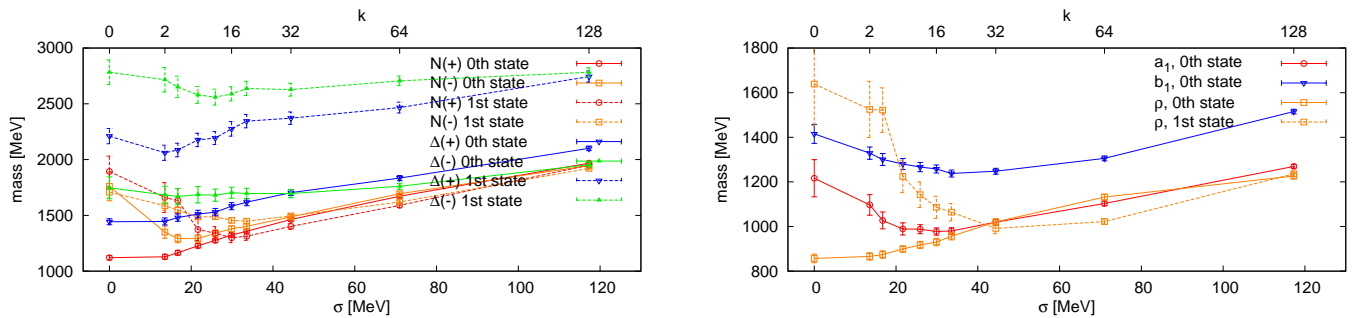 k
0 2 16 32 64 128
3000
2500
2000
1500
1000
mass [MeV]
N(+) 0th state
N(-) 0th state
N(+) 1st state
N(-) 1st state
Δ(+) 0th state
Δ(-) 0th state
Δ(+) 1st state
Δ(-) 1st state
0 20 40 60 80 100 120
σ [MeV]
k
0 2 16 32 64 128
1800
1600
1400
1200
1000
800
mass [MeV]
a₁, 0th state
b₁, 0th state
ρ, 0th state
ρ, 1st state
0 20 40 60 80 100 120
σ [MeV]